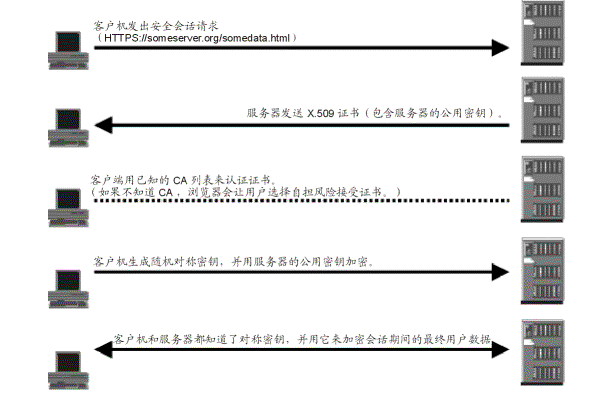 客户机发出安全会话请求
（HTTPS://someserver.org/somedata.html）
服务器发送 X.509 证书（包含服务器的公用密钥）。
客户端用已知的 CA 列表来认证证书。
（如果不知道 CA ，浏览器会让用户选择自担风险接受证书。）
客户机生成随机对称密钥，并用服务器的公用密钥加密。
客户机和服务器都知道了对称密钥，并用它来加密会话期间的最终用户数据